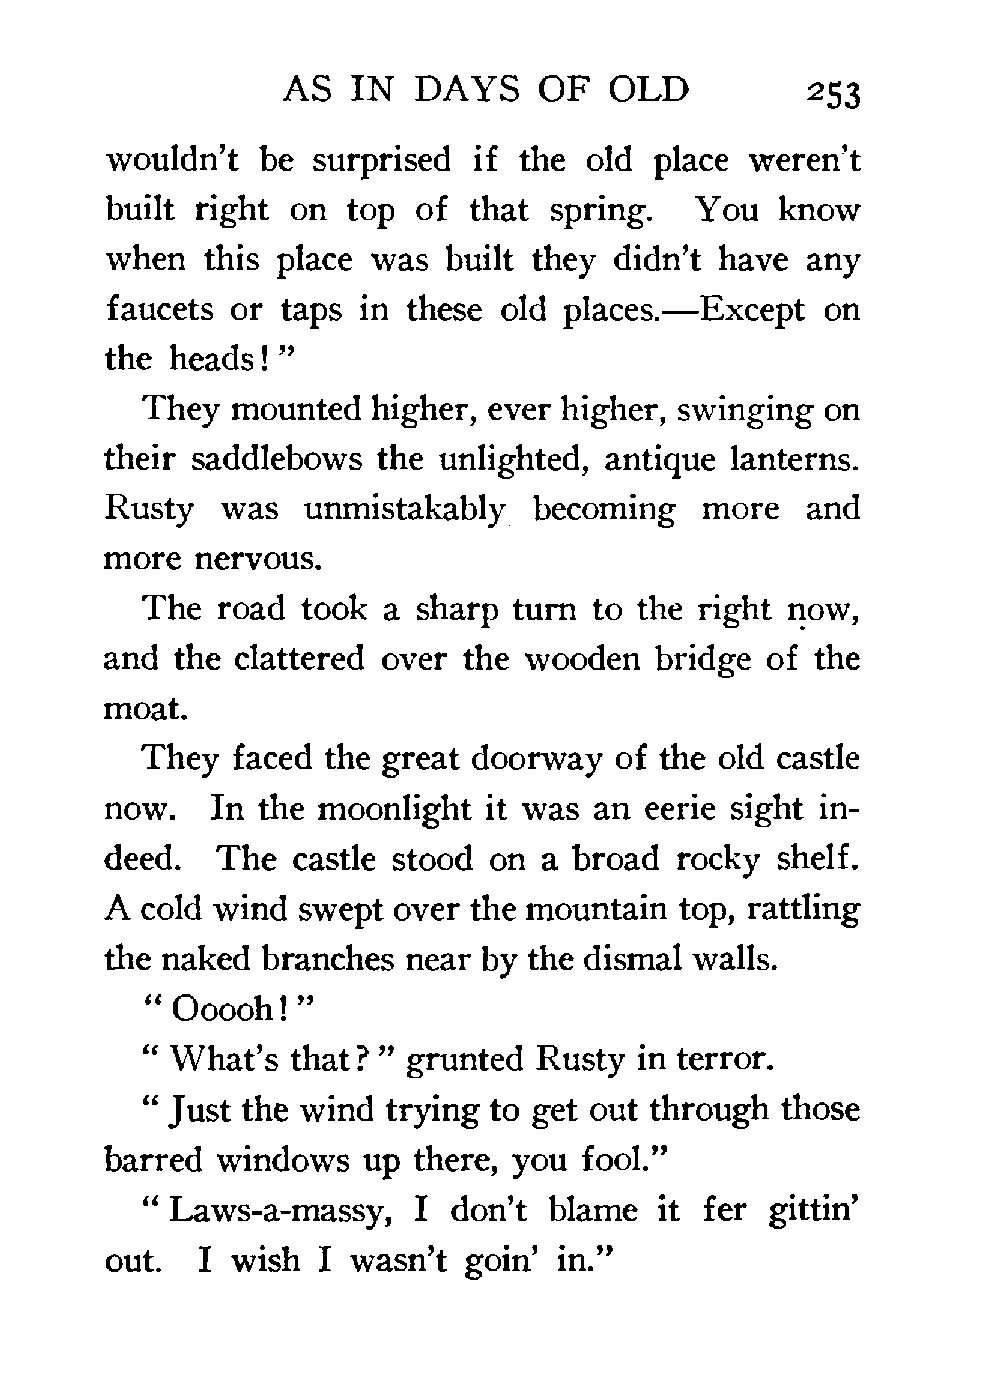 AS IN DAYS OF OLD 253
wouldn't be surprised if the old place weren't
built right on top of that spring. You know
when this place was built they didn't have any
faucets or taps in these old places.—Except on
the heads! "
They mounted higher, ever higher, swinging on
their saddlebows the unlighted, antique lanterns.
Rusty was unmistakably becoming more and
more nervous.
The road took a sharp turn to the right now,
and the clattered over the wooden bridge of the
moat.
They faced the great doorway of the old castle
now. In the moonlight it was an eerie sight in-
deed. The castle stood on a broad rocky shelf.
A cold wind swept over the mountain top, rattling
the naked branches near by the dismal walls.
" Ooooh! "
" What's that? " grunted Rusty in terror.
" Just the wind trying to get out through those
barred windows up there, you fool."
" Laws-a-massy, I don't blame it fer gittin'
out. I wish I wasn't goin' in."